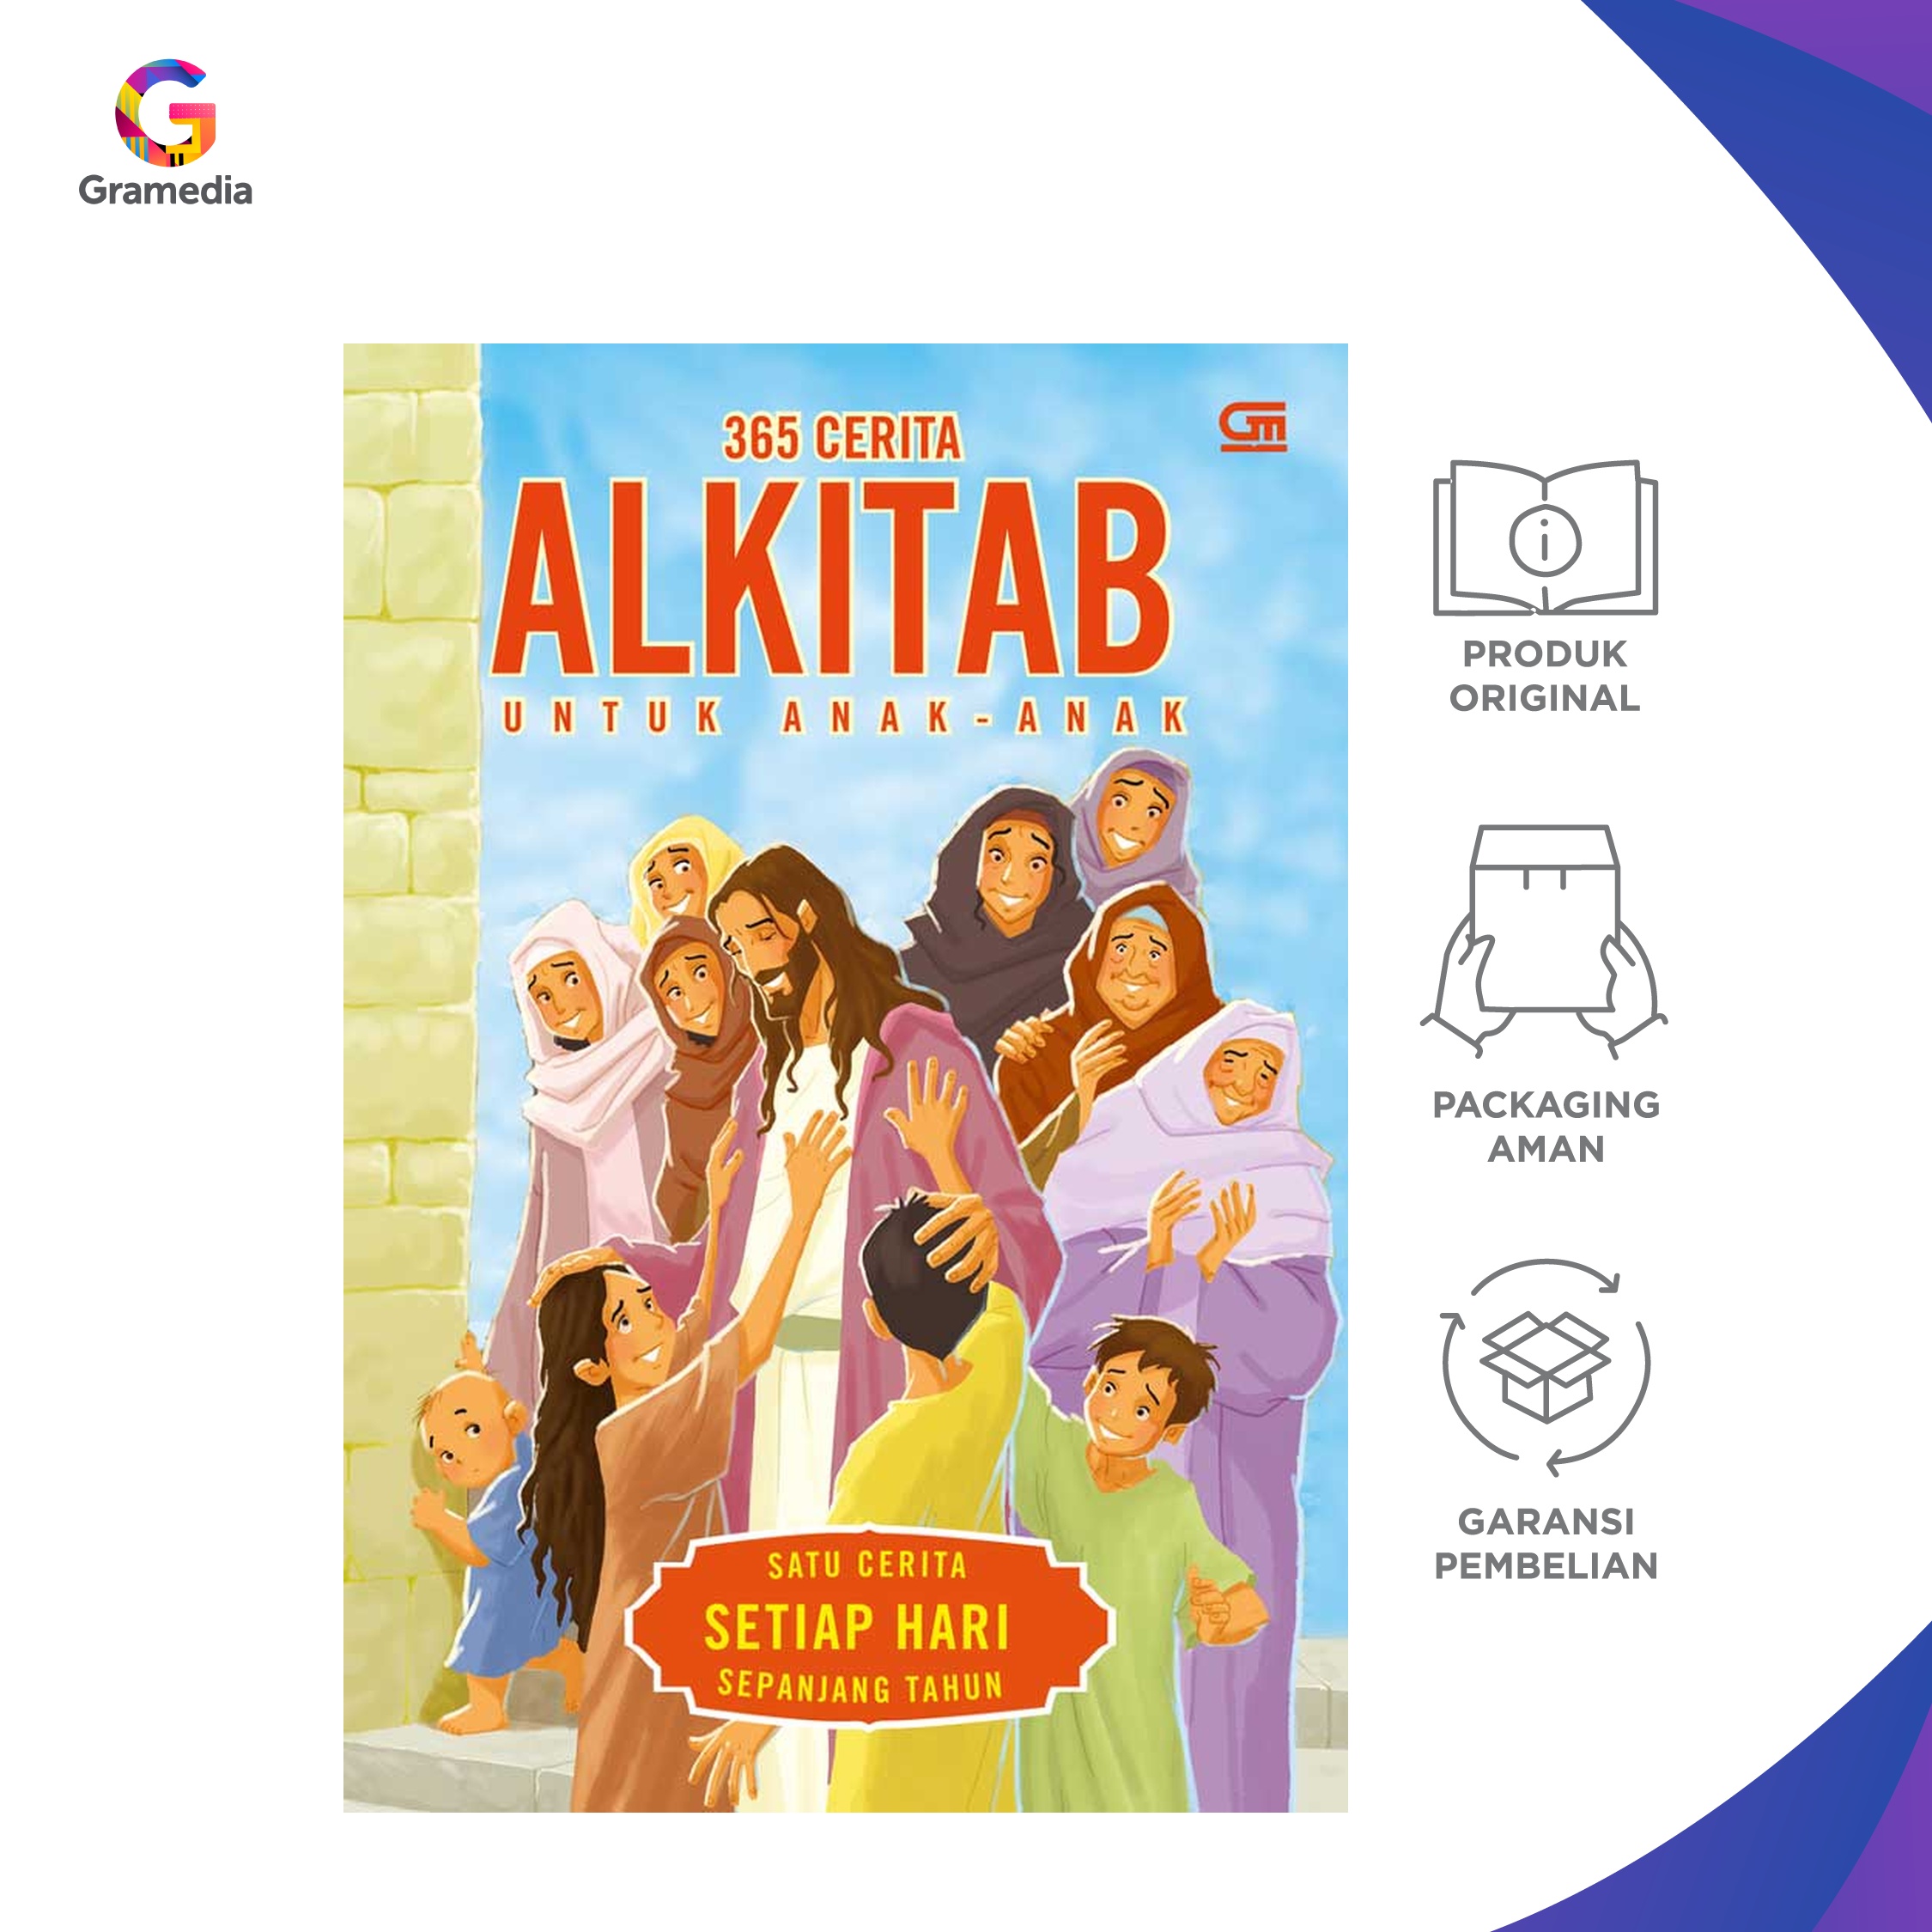 Gramedia
365 CERITA
ALKITAB
UNTUK ANAK-ANAK
SATU CERITA
SETIAP HARI
SEPANJANG TAHUN
PRODUK
ORIGINAL
PACKAGING
AMAN
GARANSI
PEMBELIAN